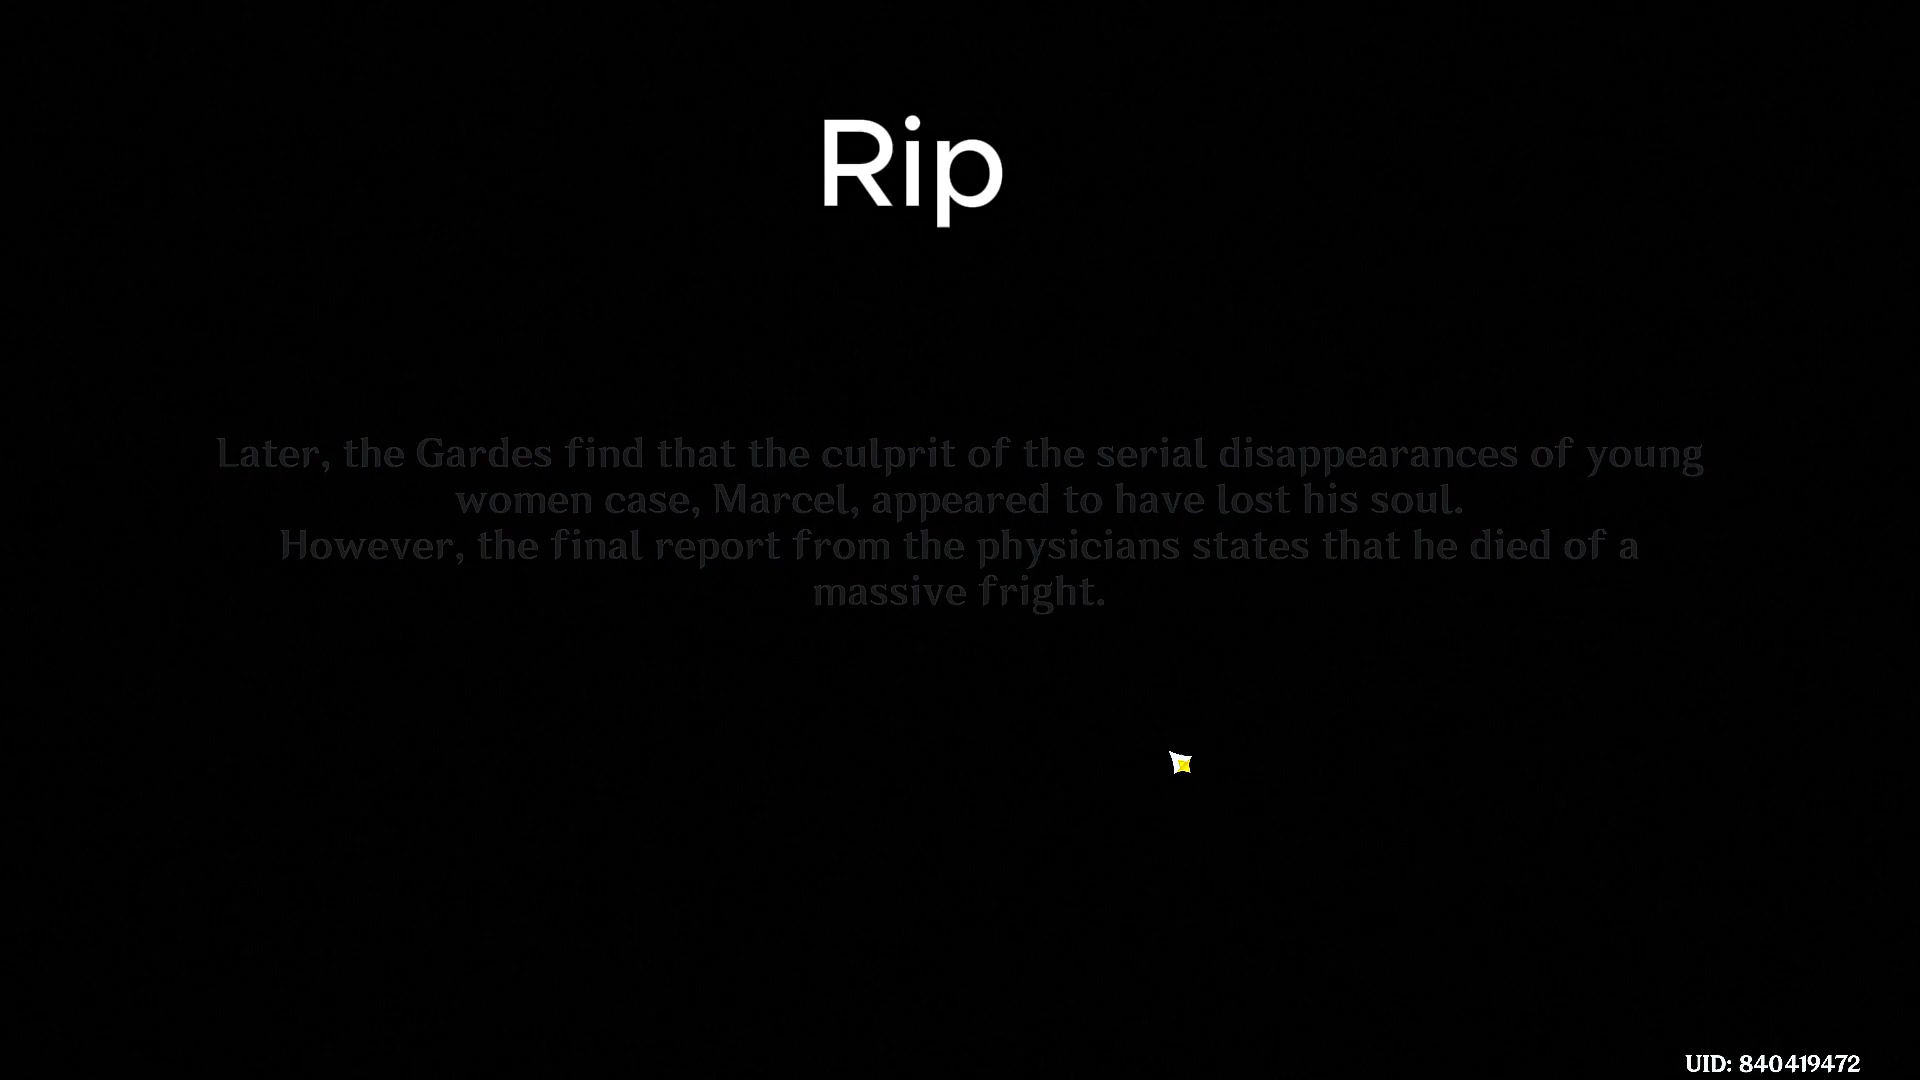 Rip
Later, the Gardes find that the culprit of the serial disappearances of young
women case, Marcel, appeared to have lost his soul.
However, the final report from the physicians states that he died of a
massive fright.
UID: 840419472